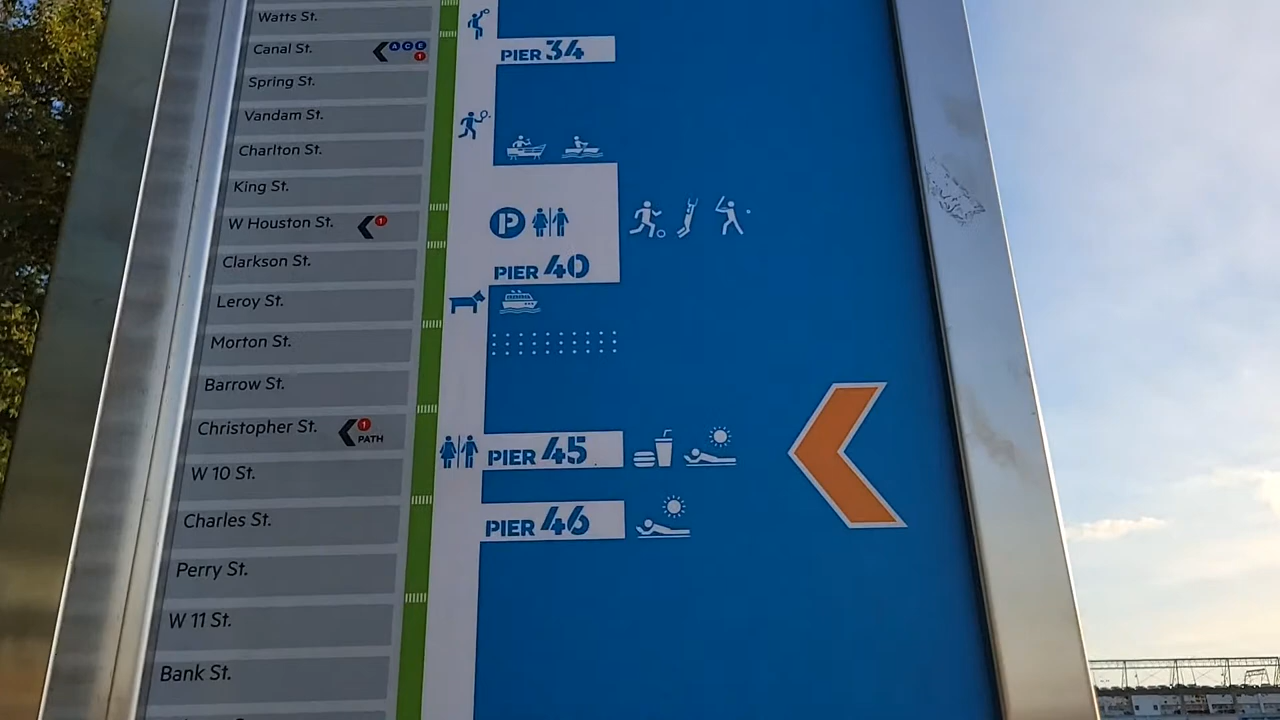 Watts St.
Canal St. A C E
1
PIER 34
Spring St.
Vandam St.
Charlton St.
King St.
W Houston St. 1
P
Clarkson St.
PIER 40
Leroy St.
Morton St.
Barrow St.
Christopher St. 1
PATH
PIER 45
W 10 St.
Charles St.
PIER 46
Perry St.
W 11 St.
Bank St.